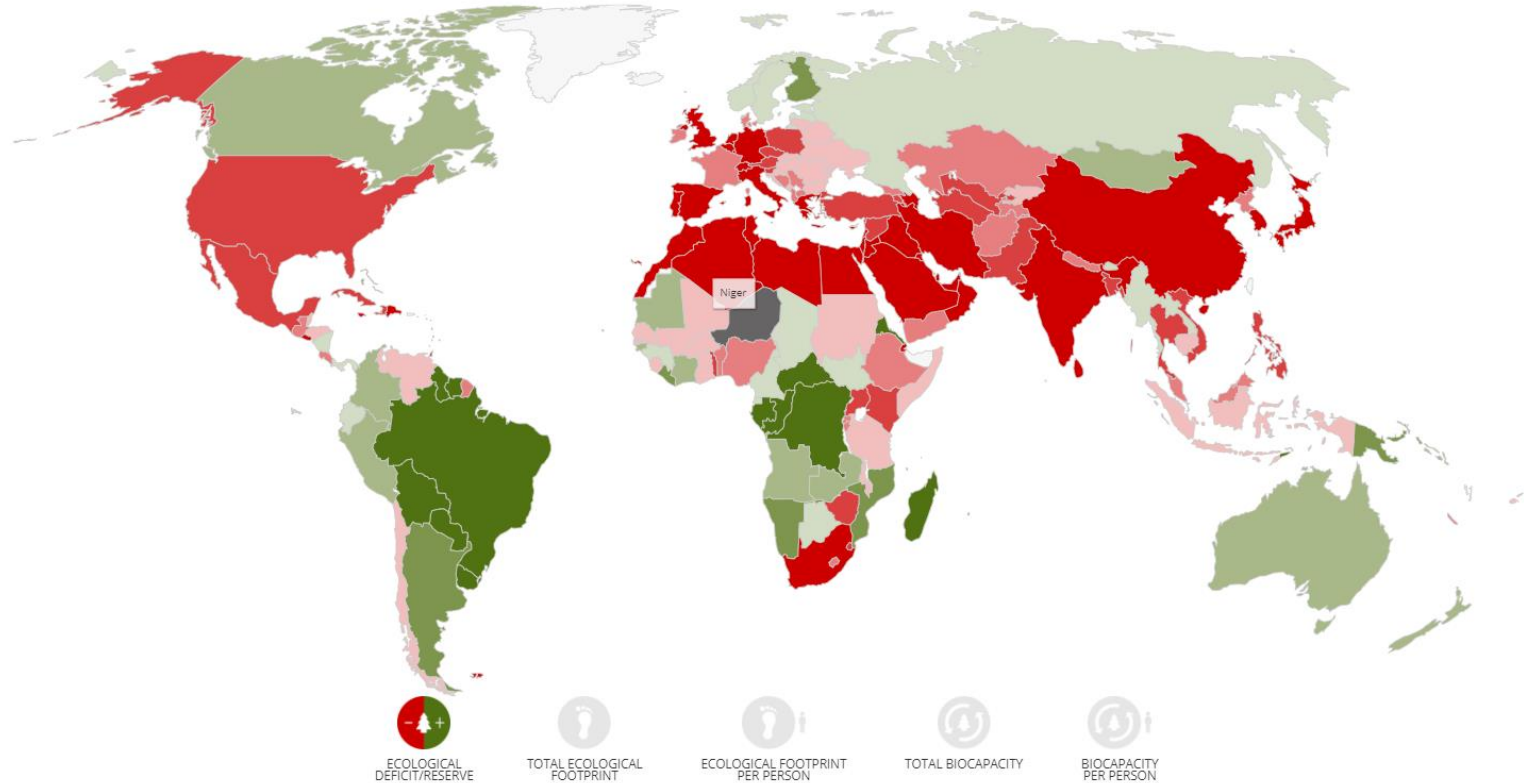 Niger
ECOLOGICAL
DEFICIT/RESERVE
TOTAL ECOLOGICAL
FOOTPRINT
ECOLOGICAL FOOTPRINT
PER PERSON
TOTAL BIOCAPACITY
BIOCAPACITY
PER PERSON